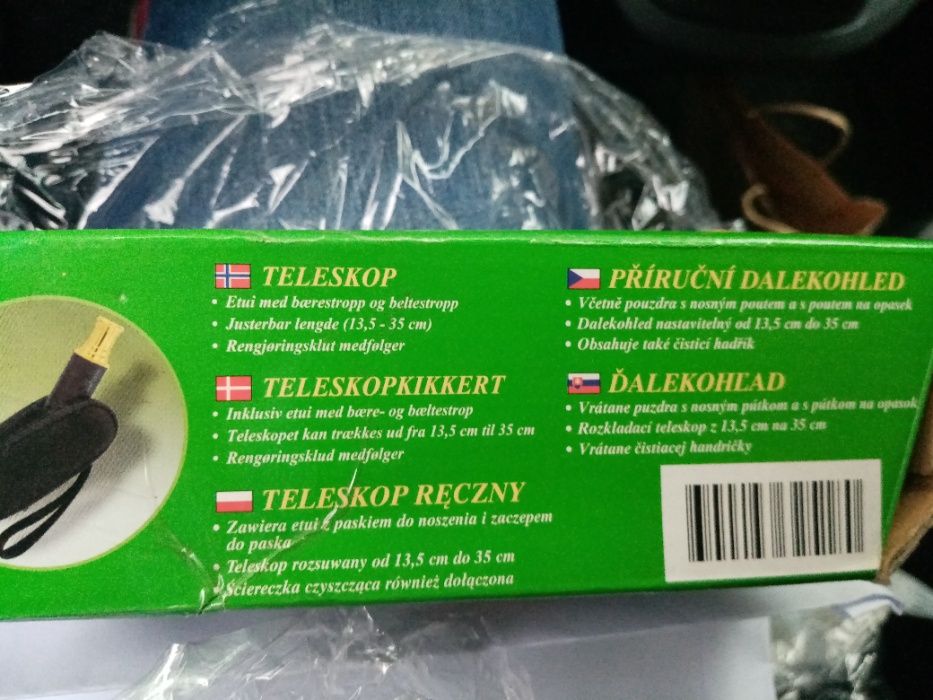 TELESKOP
• Etui med bærestropp og beltestropp
• Justerbar lengde (13,5 - 35 cm)
• Rengjøringsklut medfølger
TELESKOPKIKKERT
• Inklusiv etui med bære- og bæltestrop
• Teleskopet kan trækkes ud fra 13,5 cm til 35 cm
• Rengøringsklud medfølger
TELESKOP RĘCZNY
• Zawiera etui z paskiem do noszenia i zaczepem
do paska
• Teleskop rozsuwany od 13,5 cm do 35 cm
• Ściereczka czyszcząca również dołączona
PŘÍRUČNÍ DALEKOHLED
• Včetně pouzdra s nosným poutem a s poutem na opasek
• Dalekohled nastavitelný od 13,5 cm do 35 cm
• Obsahuje také čisticí hadřík
ĎALEKOHĽAD
• Vrátane puzdra s nosným pútkom a s pútkom na opasok
• Rozkladací teleskop z 13,5 cm na 35 cm
• Vrátane čistiacej handričky